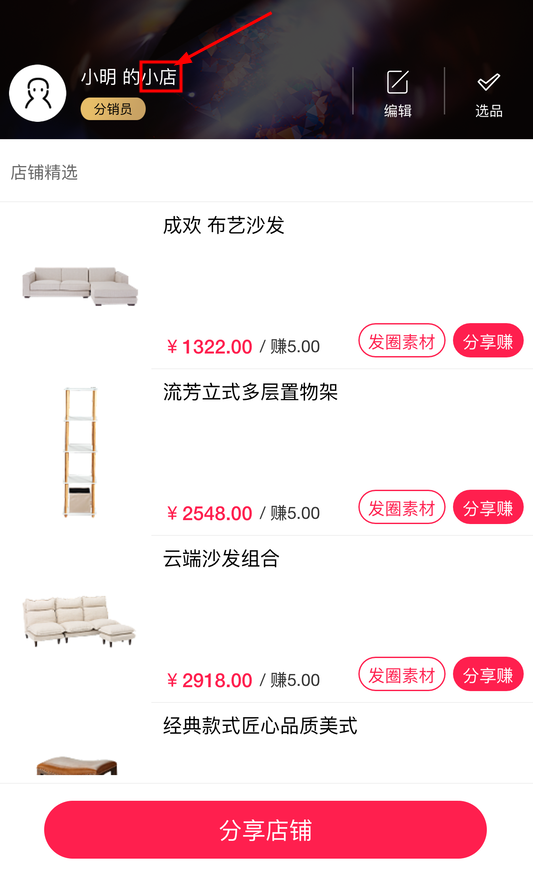 小明 的小店
分销员
编辑
选品
店铺精选
成欢 布艺沙发
¥1322.00 / 赚5.00
发圈素材
分享赚
流芳立式多层置物架
¥2548.00 / 赚5.00
发圈素材
分享赚
云端沙发组合
¥2918.00 / 赚5.00
发圈素材
分享赚
经典款式匠心品质美式
分享店铺